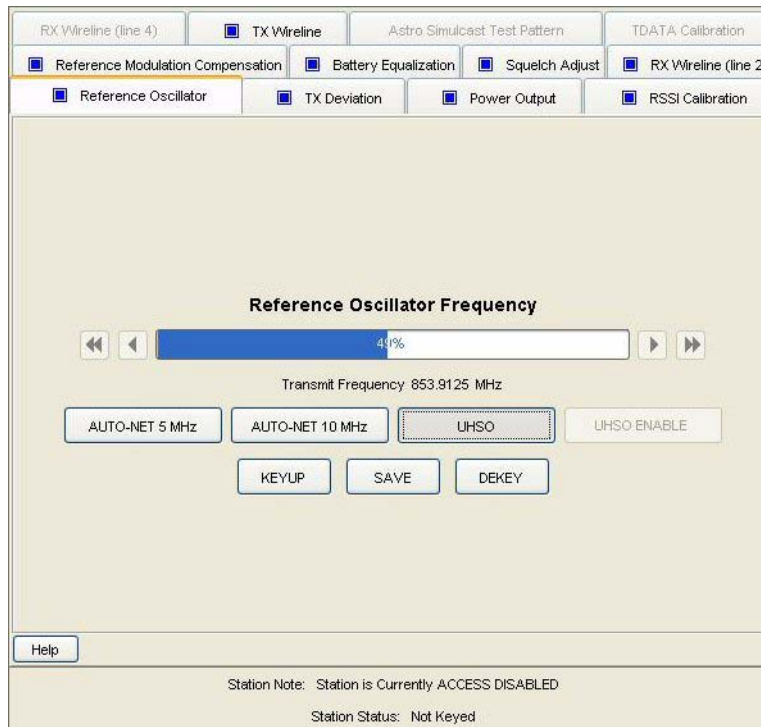 RX Wireline (line 4) TX Wireline Astro Simulcast Test Pattern TDATA Calibration
Reference Modulation Compensation Battery Equalization Squelch Adjust RX Wireline (line 2
Reference Oscillator TX Deviation Power Output RSSI Calibration
Reference Oscillator Frequency
49%
Transmit Frequency 853.9125 MHz
AUTO-NET 5 MHz AUTO-NET 10 MHz UHSO UHSO ENABLE
KEYUP SAVE DEKEY
Help
Station Note: Station is Currently ACCESS DISABLED
Station Status: Not Keyed